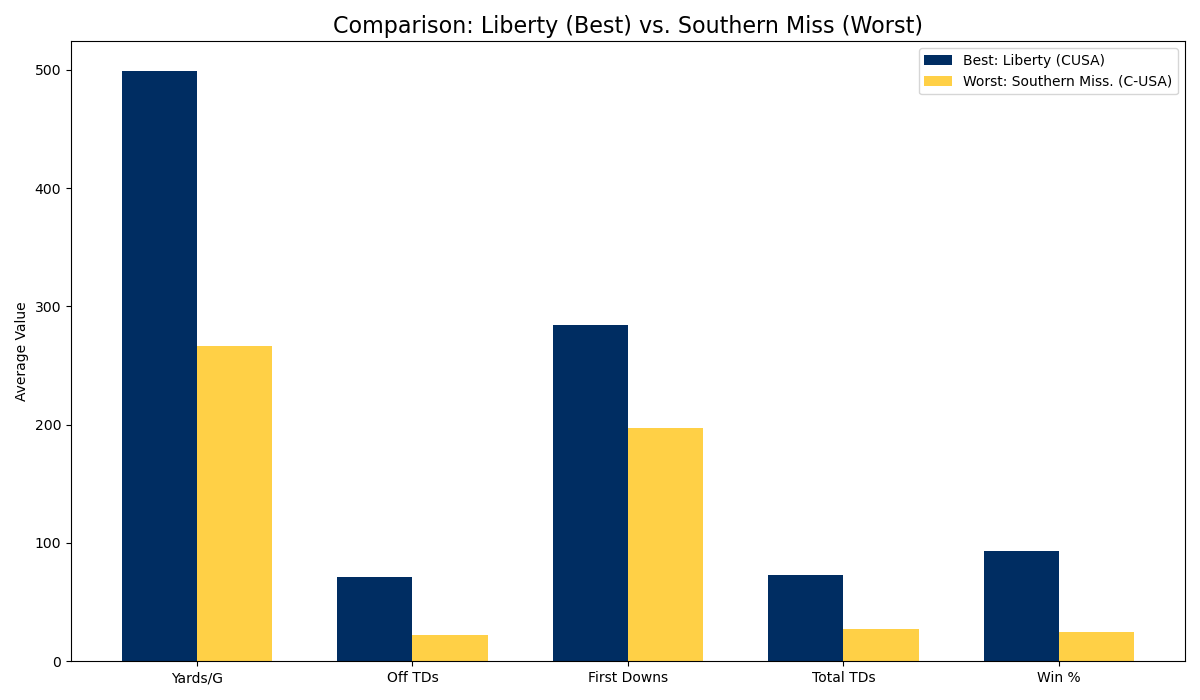 Comparison: Liberty (Best) vs. Southern Miss (Worst)
Best: Liberty (CUSA)
Worst: Southern Miss. (C-USA)
Average Value
500
400
300
200
100
0
Yards/G
Off TDs
First Downs
Total TDs
Win %